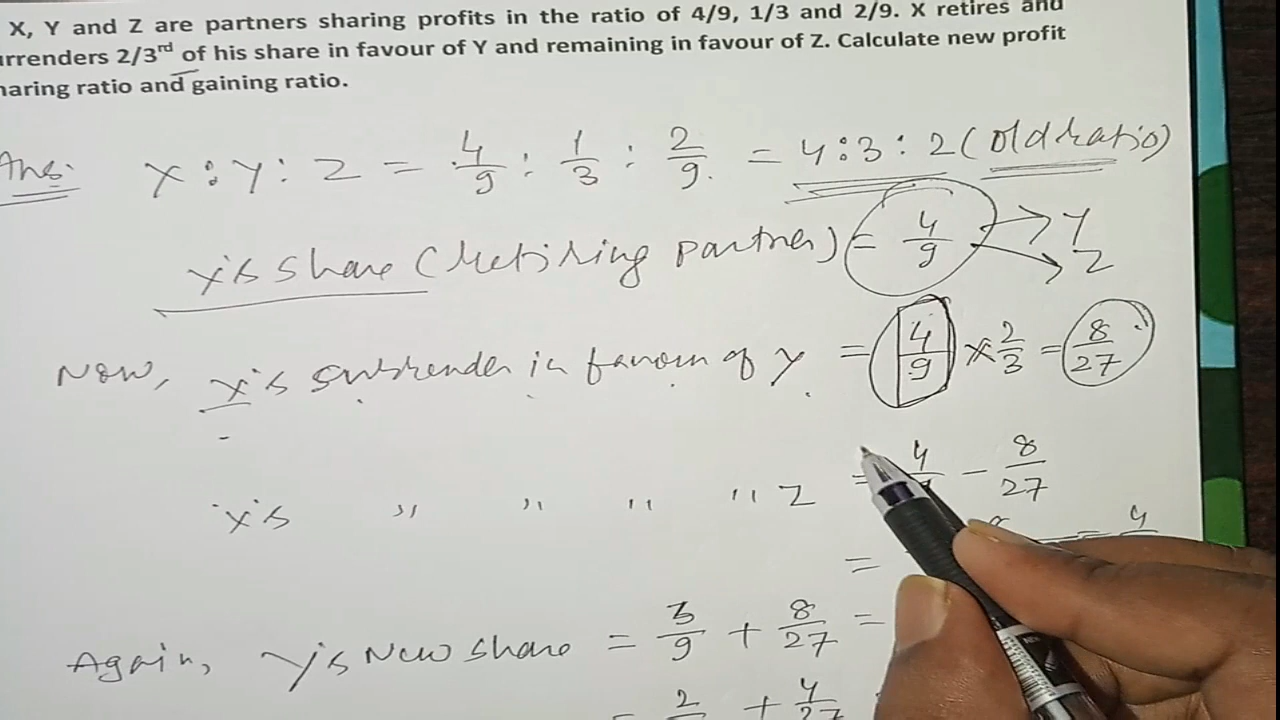 X, Y and Z are partners sharing profits in the ratio of 4/9, 1/3 and 2/9. X retires and
urrenders 2/3rd of his share in favour of Y and remaining in favour of Z. Calculate new profit
haring ratio and gaining ratio.
Ans: X : Y : Z = 4/9 : 1/3 : 2/9 = 4:3:2 (Old ratio)
X's share (Retiring partner) = 4/9 Y Z
Now, X's surrender in favour of Y = 4/9 × 2/3 = 8/27
X's " " " " Z = 4/ - 8/27
= = 4
Again, Y's New share = 3/9 + 8/27 =
= 2 + 4/27